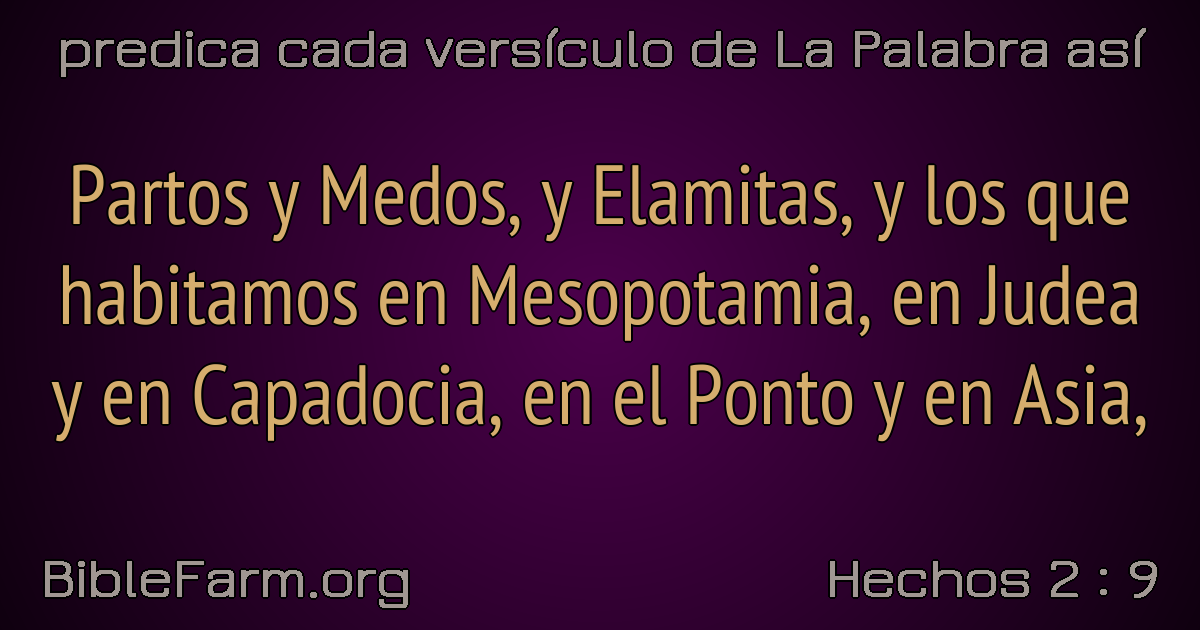 predica cada versículo de La Palabra así
Partos y Medos, y Elamitas, y los que
habitamos en Mesopotamia, en Judea
y en Capadocia, en el Ponto y en Asia,
BibleFarm.org
Hechos 2 : 9